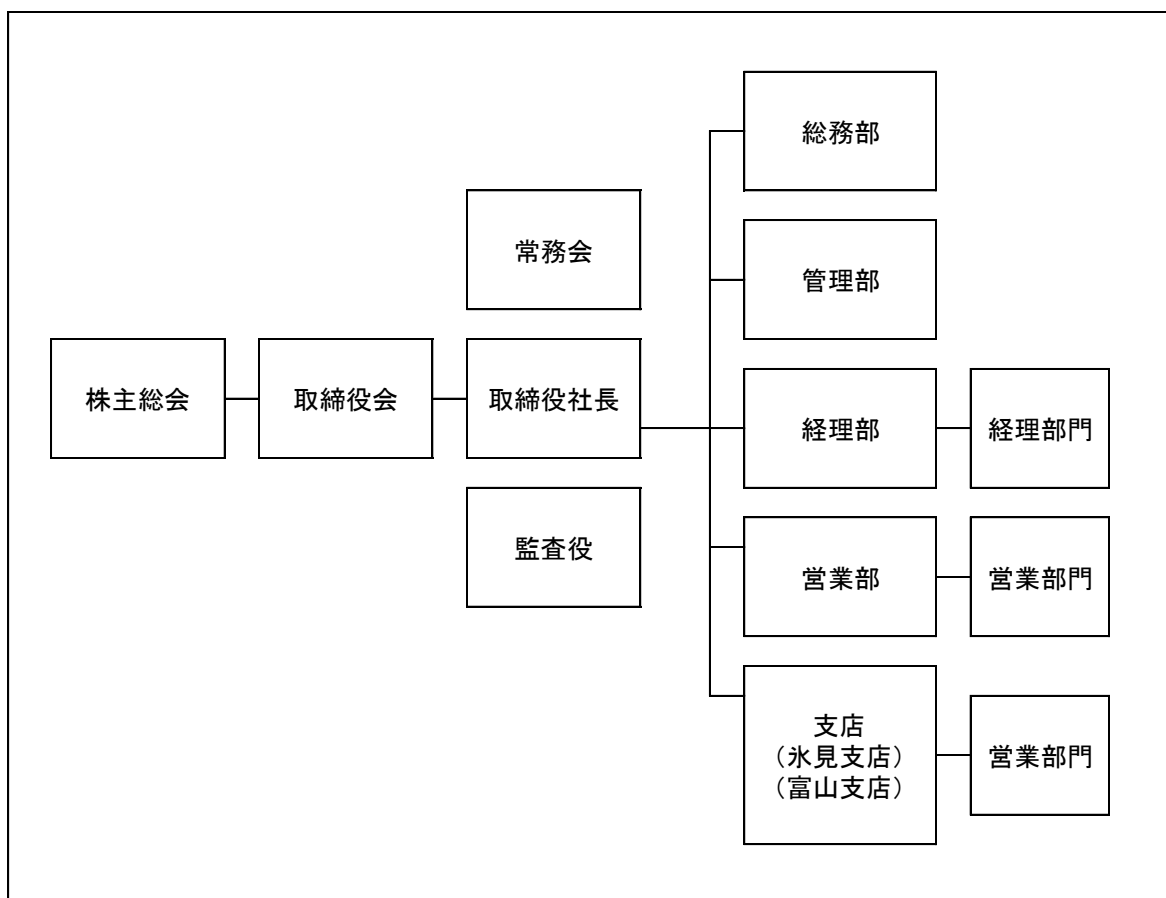 株主総会
取締役会
常務会
取締役社長
監査役
総務部
管理部
経理部
経理部門
営業部
営業部門
支店
（氷見支店）
（富山支店）
営業部門